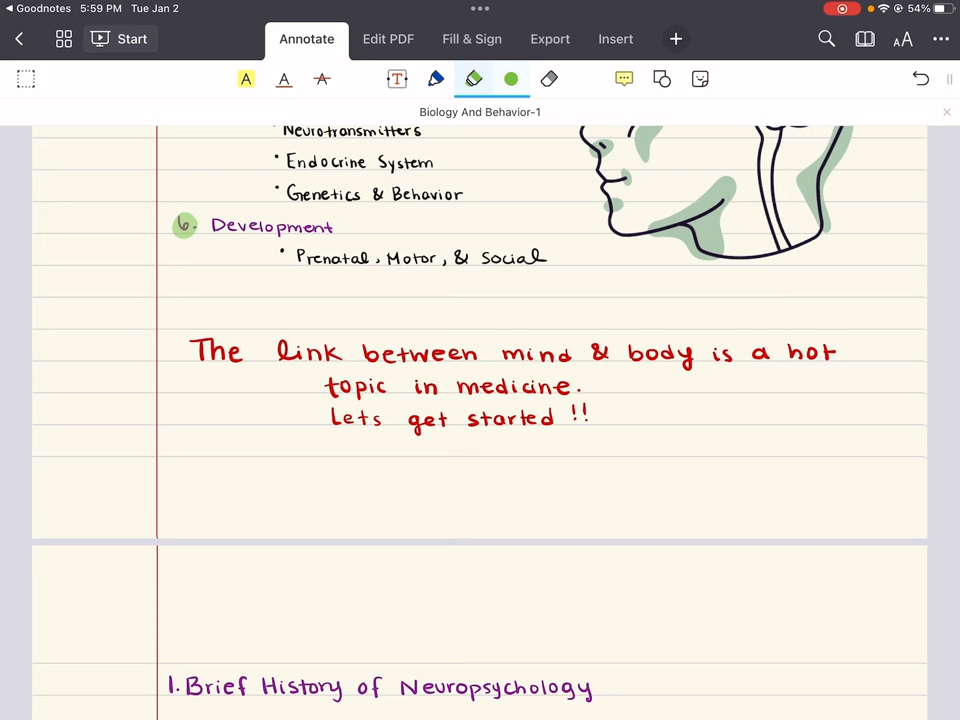 Goodnotes 5:59 PM Tue Jan 2 54%
Start Annotate Edit PDF Fill & Sign Export Insert
A A A T AA
Biology And Behavior-1
Neurotransmitters
• Endocrine System
• Genetics & Behavior
6. Development
• Prenatal, Motor, & Social
The link between mind & body is a hot
topic in medicine.
Lets get started !!
1. Brief History of Neuropsychology